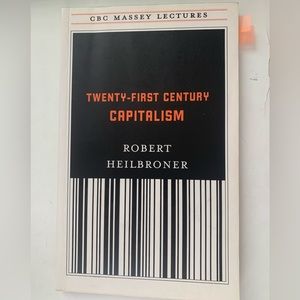 CBC MASSEY LECTURES
TWENTY-FIRST CENTURY
CAPITALISM
ROBERT
HEILBRONER